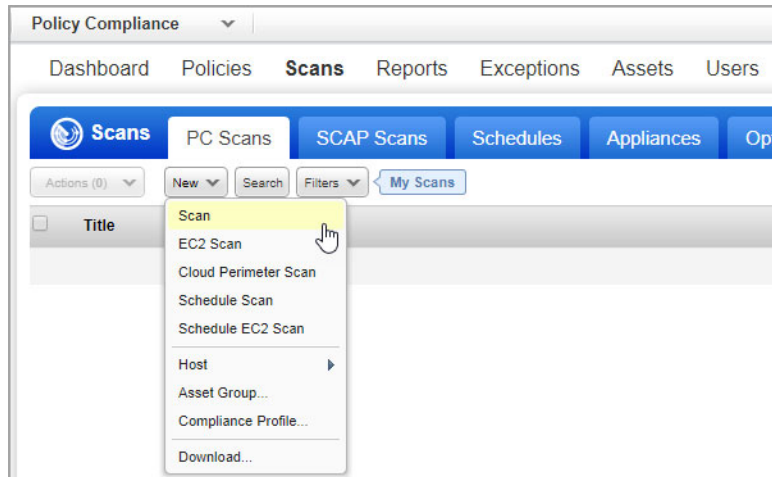 Policy Compliance
Dashboard Policies Scans Reports Exceptions Assets Users
Scans PC Scans SCAP Scans Schedules Appliances
Actions (0) New Search Filters My Scans
Title
Scan
EC2 Scan
Cloud Perimeter Scan
Schedule Scan
Schedule EC2 Scan
Host
Asset Group...
Compliance Profile...
Download...